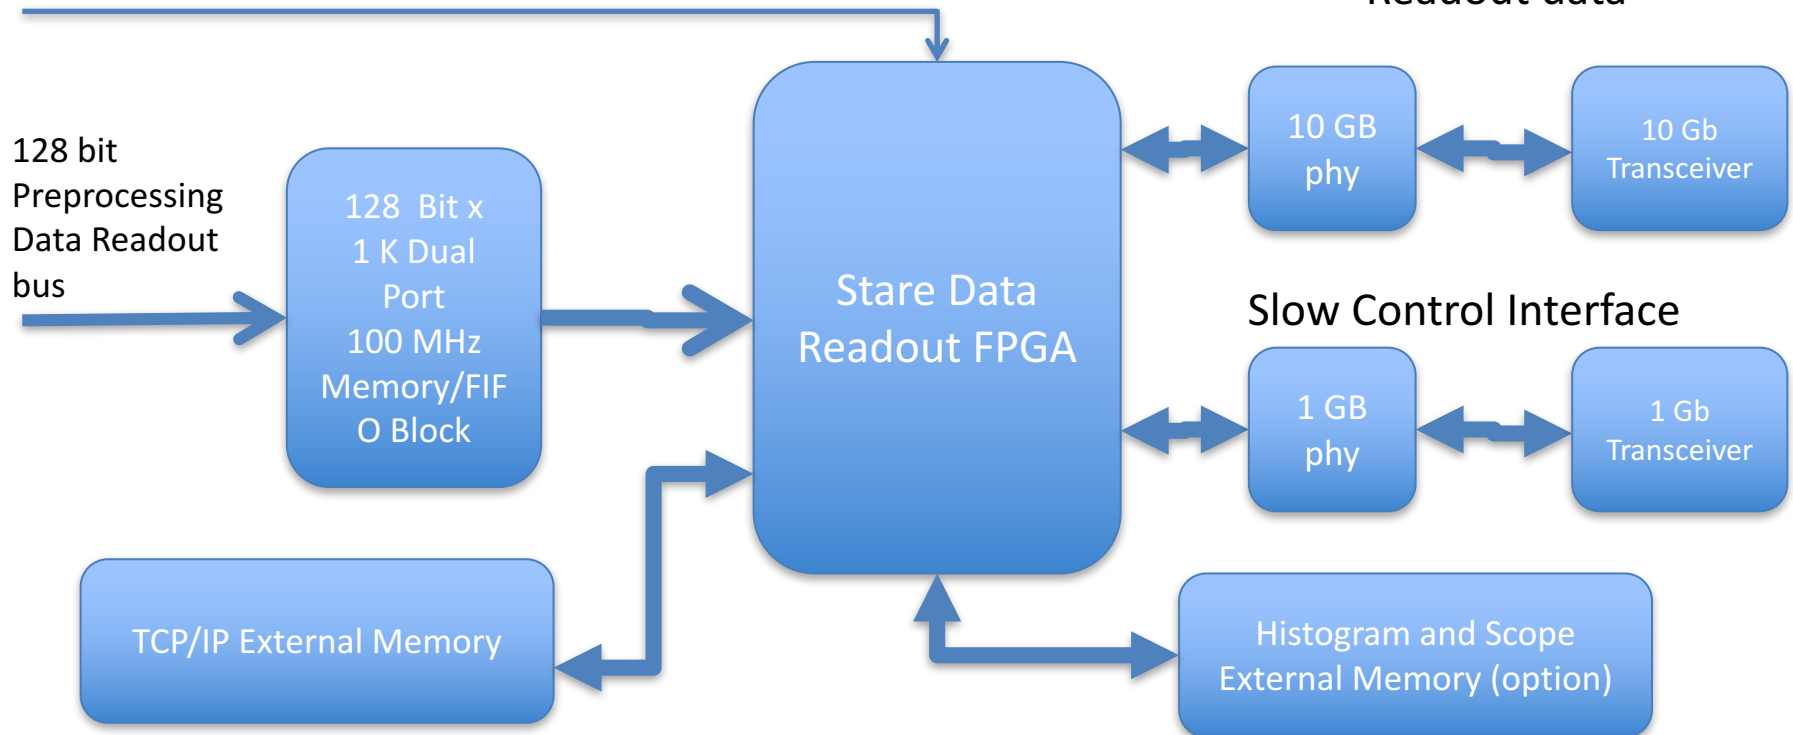 Readout data
128 bit
Preprocessing
Data Readout
bus
128  Bit x
1 K Dual
Port
100 MHz
Memory/FIF
O Block
Stare Data
Readout FPGA
10 GB
phy
10 Gb
Transceiver
Slow Control Interface
1 GB
phy
1 Gb
Transceiver
TCP/IP External Memory
Histogram and Scope
External Memory (option)